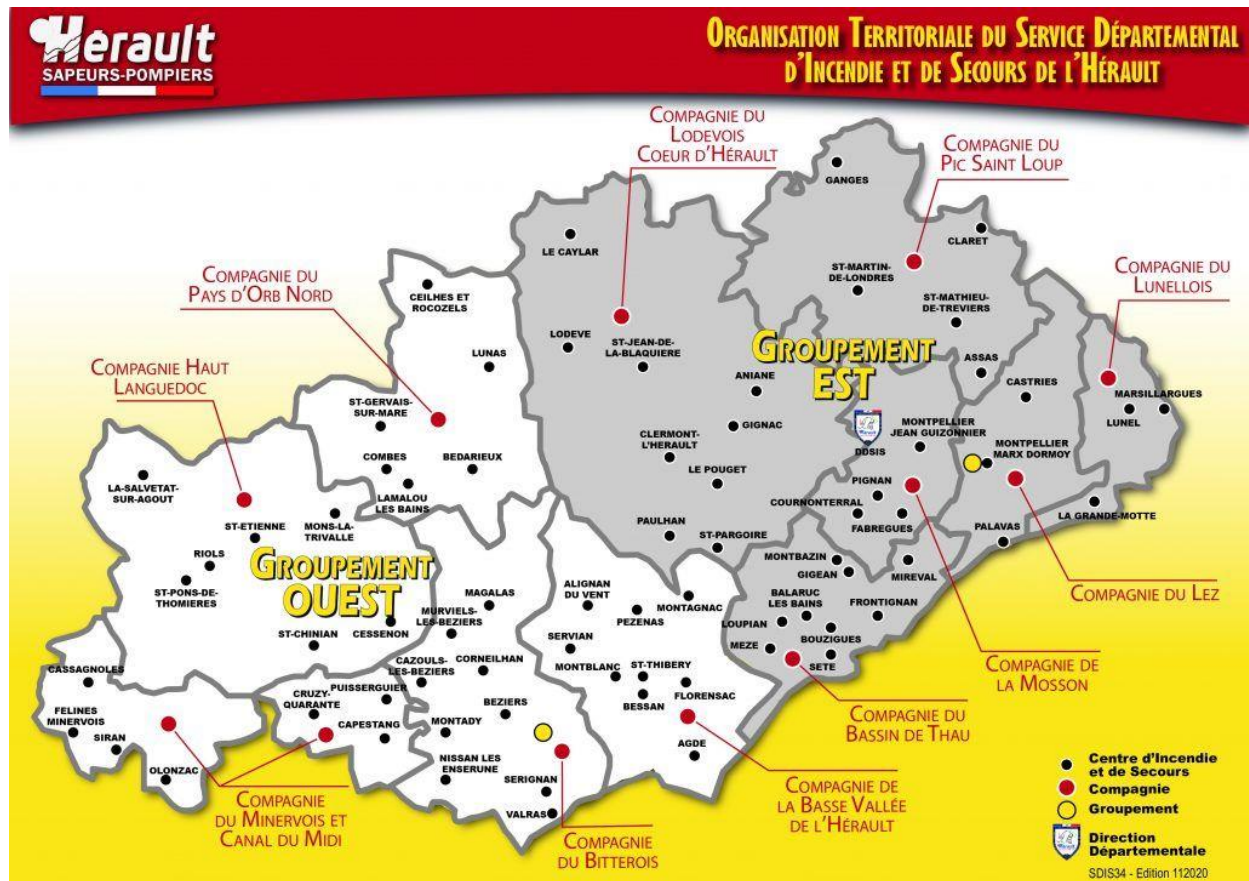 Hérault
SAPEURS-POMPIERS
ORGANISATION TERRITORIALE DU SERVICE DÉPARTEMENTAL
D'INCENDIE ET DE SECOURS DE L'HÉRAULT
COMPAGNIE DU
LODEVOIS
COEUR D'HÉRAULT
COMPAGNIE DU
PIC SAINT LOUP
GANGES
CLARET
LE CAYLAR
ST-MARTIN-
DE-LONDRES
COMPAGNIE DU
LUNELLOIS
COMPAGNIE DU
PAYS D'ORB NORD
CEILHES ET
ROCOZELS
ST-MATHIEU-
DE-TREVIERS
LODEVE
ST-JEAN-DE-
LA-BLAQUIERE
GROUPEMENT
EST
LUNAS
ASSAS
COMPAGNIE HAUT
LANGUEDOC
ANIANE
CASTRIES
MARSILLARGUES
LUNEL
ST-GERVAIS-
SUR-MARE
GIGNAC
DDSIS
MONTPELLIER
JEAN GUIZONNIER
CLERMONT-
L'HERAULT
MONTPELLIER
MARX DORMOY
COMBES
BEDARIEUX
LE POUGET
LA-SALVETAT-
SUR-AGOUT
LAMALOU
LES BAINS
PIGNAN
COURNONTERRAL
FABREGUES
LA GRANDE-MOTTE
ST-ETIENNE
MONS-LA-
TRIVALLE
PAULHAN
ST-PARGOIRE
PALAVAS
RIOLS
GROUPEMENT
OUEST
MONTBAZIN
GIGEAN
MIREVAL
ST-PONS-DE-
THOMIERES
MAGALAS
ALIGNAN
DU VENT
MONTAGNAC
BALARUC
LES BAINS
FRONTIGNAN
COMPAGNIE DU LEZ
MURVIELS-
LES-BEZIERS
PEZENAS
LOUPIAN
BOUZIGUES
ST-CHINIAN
CESSENON
SERVIAN
MEZE
SETE
CAZOULS-
LES-BEZIERS
CORNEILHAN
MONTBLANC
ST-THIBERY
COMPAGNIE DE
LA MOSSON
CASSAGNOLES
CRUZY-
QUARANTE
PUISSERGUIER
FLORENSAC
BESSAN
FELINES
MINERVOIS
BEZIERS
COMPAGNIE DU
BASSIN DE THAU
SIRAN
CAPESTANG
MONTADY
AGDE
OLONZAC
NISSAN LES
ENSERUNE
SERIGNAN
VALRAS
COMPAGNIE
DU MINERVOIS ET
CANAL DU MIDI
COMPAGNIE
DU BITTEROIS
COMPAGNIE DE
LA BASSE VALLÉE
DE L'HÉRAULT
Centre d'Incendie
et de Secours
Compagnie
Groupement
Direction
Départementale
SDIS34 - Edition 112020